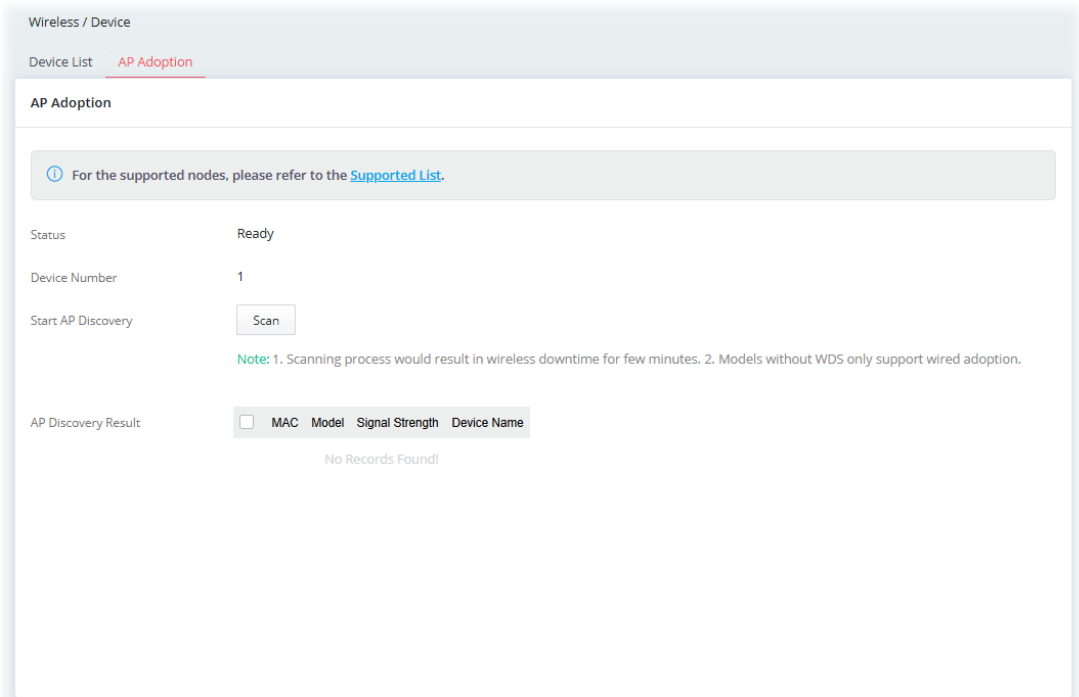 Wireless / Device
Device List AP Adoption
AP Adoption
For the supported nodes, please refer to the Supported List.
Status Ready
Device Number 1
Start AP Discovery Scan
Note: 1. Scanning process would result in wireless downtime for few minutes. 2. Models without WDS only support wired adoption.
AP Discovery Result MAC Model Signal Strength Device Name
No Records Found!